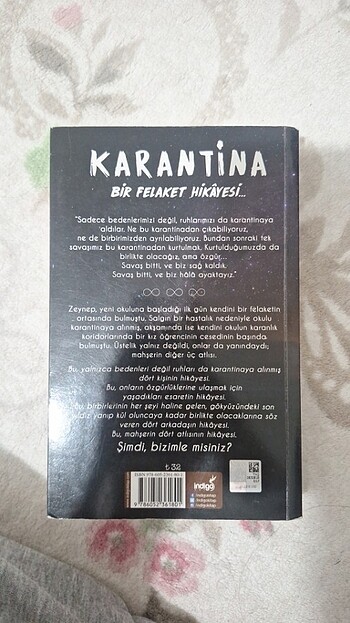 KARANTİNA
BİR FELAKET HİKÂYESİ...
"Sadece bedenlerimizi değil, ruhlarımızı da karantinaya
aldılar. Ne bu karantinadan çıkabiliyoruz,
ne de birbirimizden ayrılabiliyoruz. Bundan sonraki tek
savaşımız bu karantinadan kurtulmak. Kurtulduğumuzda da
birlikte olacağız, ama özgür...
Savaş bitti, ve biz sağ kaldık.
Savaş bitti, ve biz hâlâ ayaktayız."
Zeynep, yeni okuluna başladığı ilk gün kendini bir felaketin
ortasında bulmuştu. Salgın bir hastalık nedeniyle okulu
karantinaya alınmış, akşamında ise kendini okulun karanlık
koridorlarında bir kız öğrencinin cesedinin başında
bulmuştu. Üstelik yalnız değildi, onlar da yanındaydı;
mahşerin diğer üç atlısı.
Bu, yalnızca bedenleri değil ruhları da karantinaya alınmış
dört kişinin hikâyesi.
Bu, onların özgürlüklerine ulaşmak için
yaşadıkları esaretin hikâyesi.
Bu, birbirlerinin her şeyi haline gelen, gökyüzündeki son
yıldız yanıp kül oluncaya kadar birlikte olacaklarına söz
veren dört arkadaşın hikâyesi.
Bu, mahşerin dört atlısının hikâyesi.
Şimdi, bizimle misiniz?
₺ 32
9 786052 361801
indigo